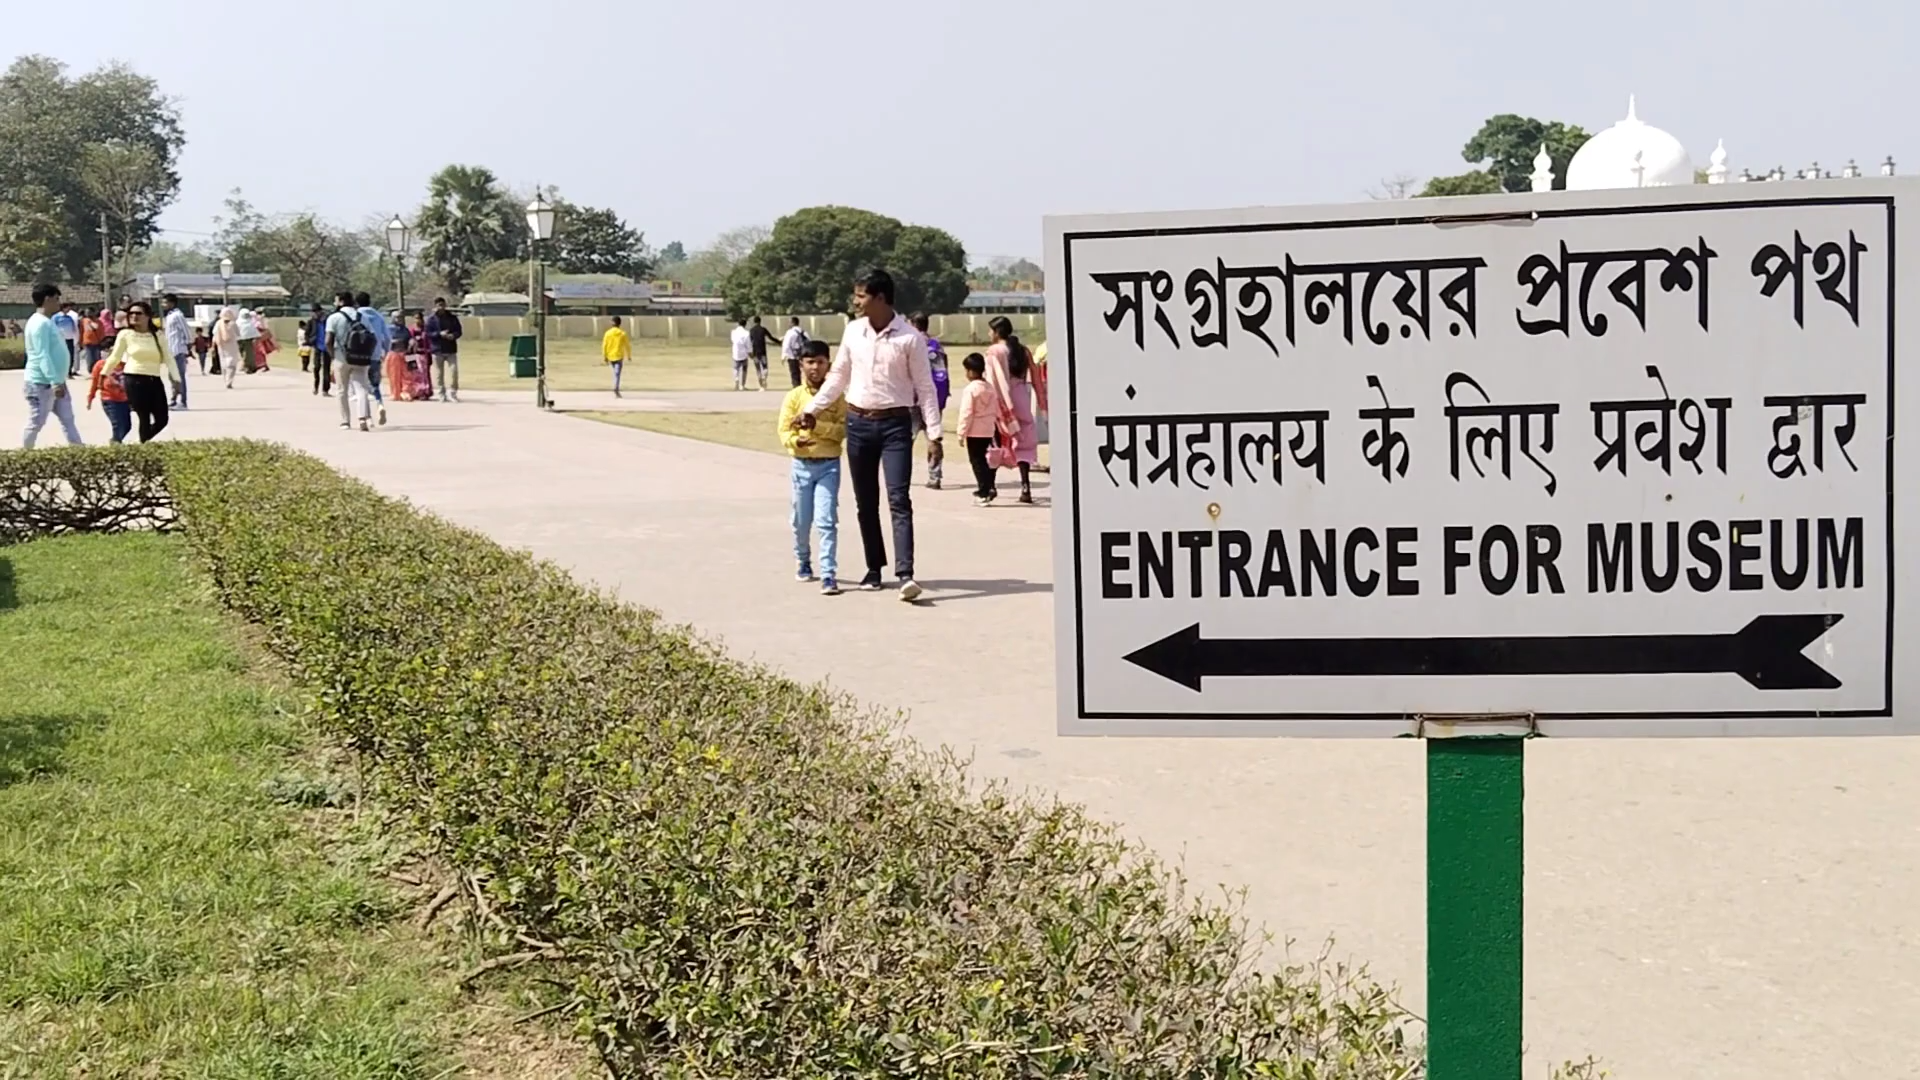 সংগ্রহালয়ের প্রবেশ পথ
संग्रहालय के लिए प्रवेश द्वार
ENTRANCE FOR MUSEUM